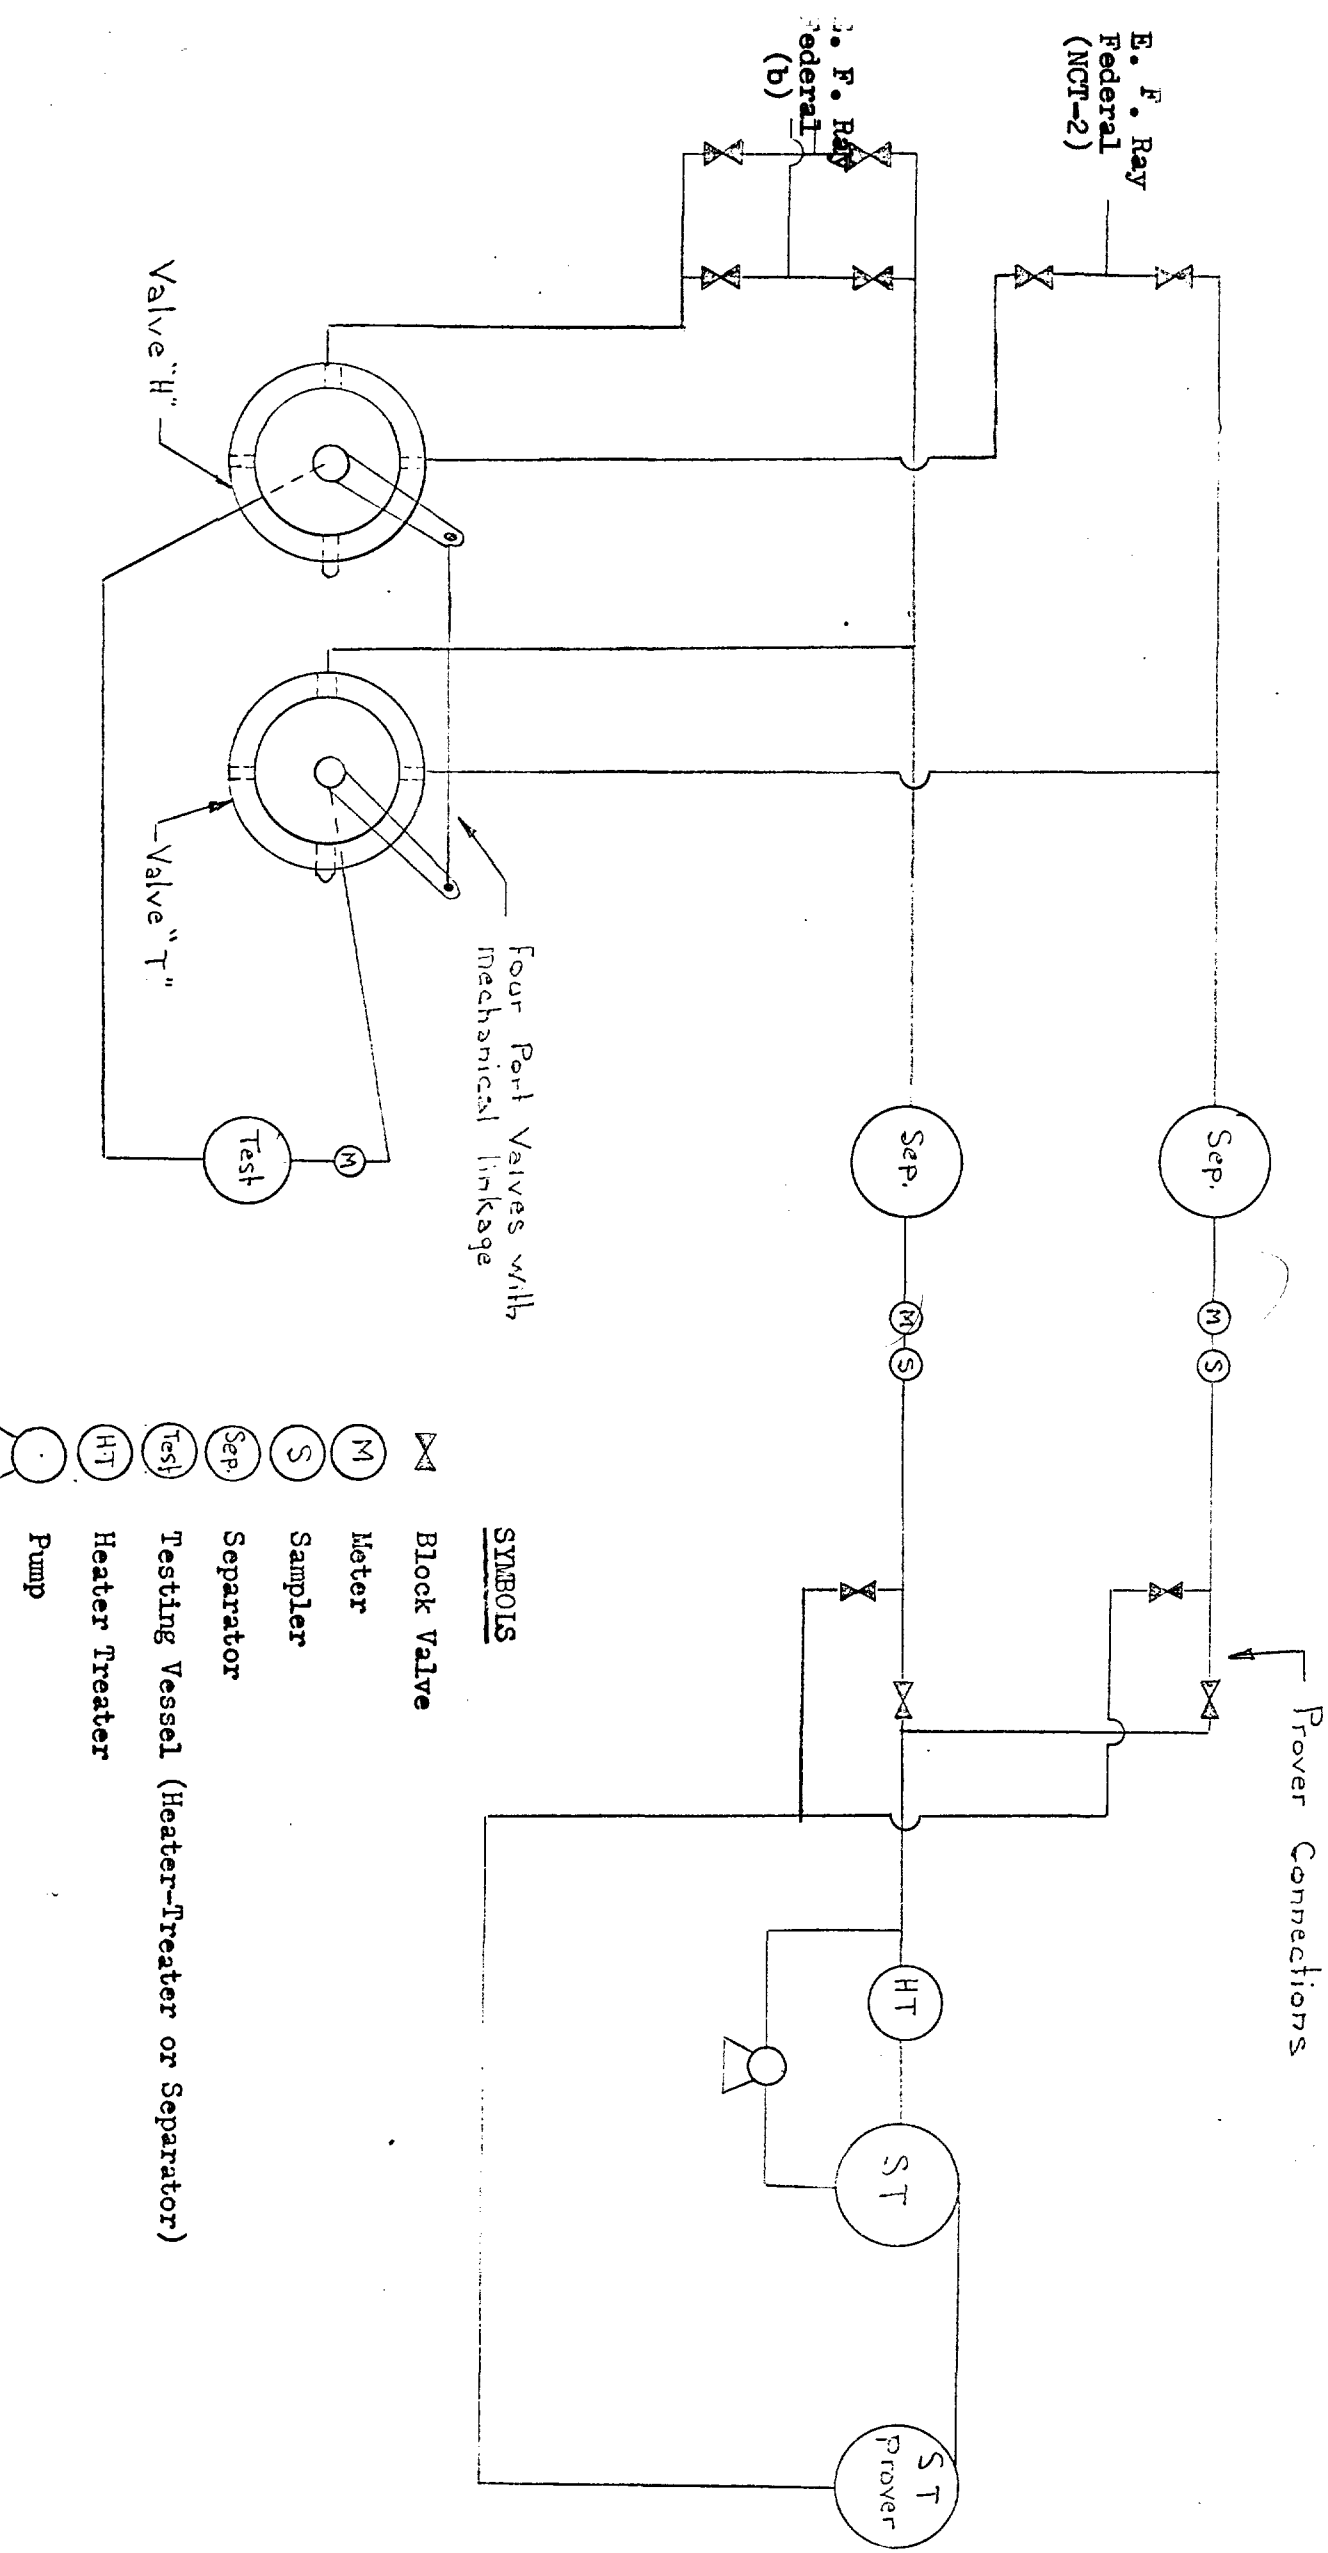 E. F. Ray
Federal
(NCT-2)
. F. Ray
Federal
(b)
Valve "H"
Valve "T"
Four Port Valves with
mechanical linkage
Test
M
Sep.
M
S
Sep.
M
S
Prover Connections
HT
ST
ST
Prover
SYMBOLS
Block Valve
M Meter
S Sampler
Sep. Separator
Test Testing Vessel (Heater-Treater or Separator)
HT Heater Treater
Pump